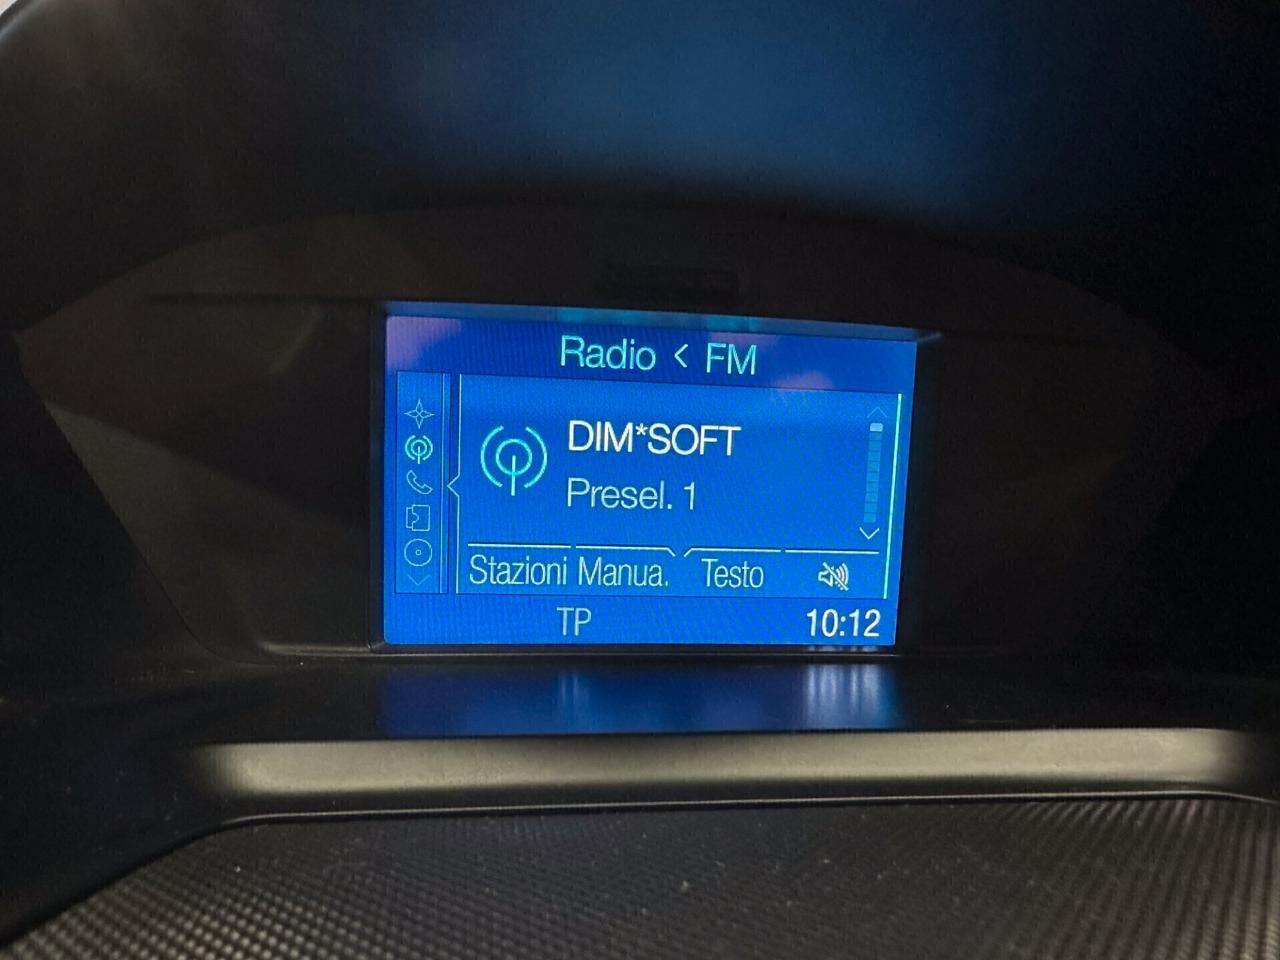 Radio < FM
DIM*SOFT
Presel. 1
Stazioni Manua. Testo
TP 10:12